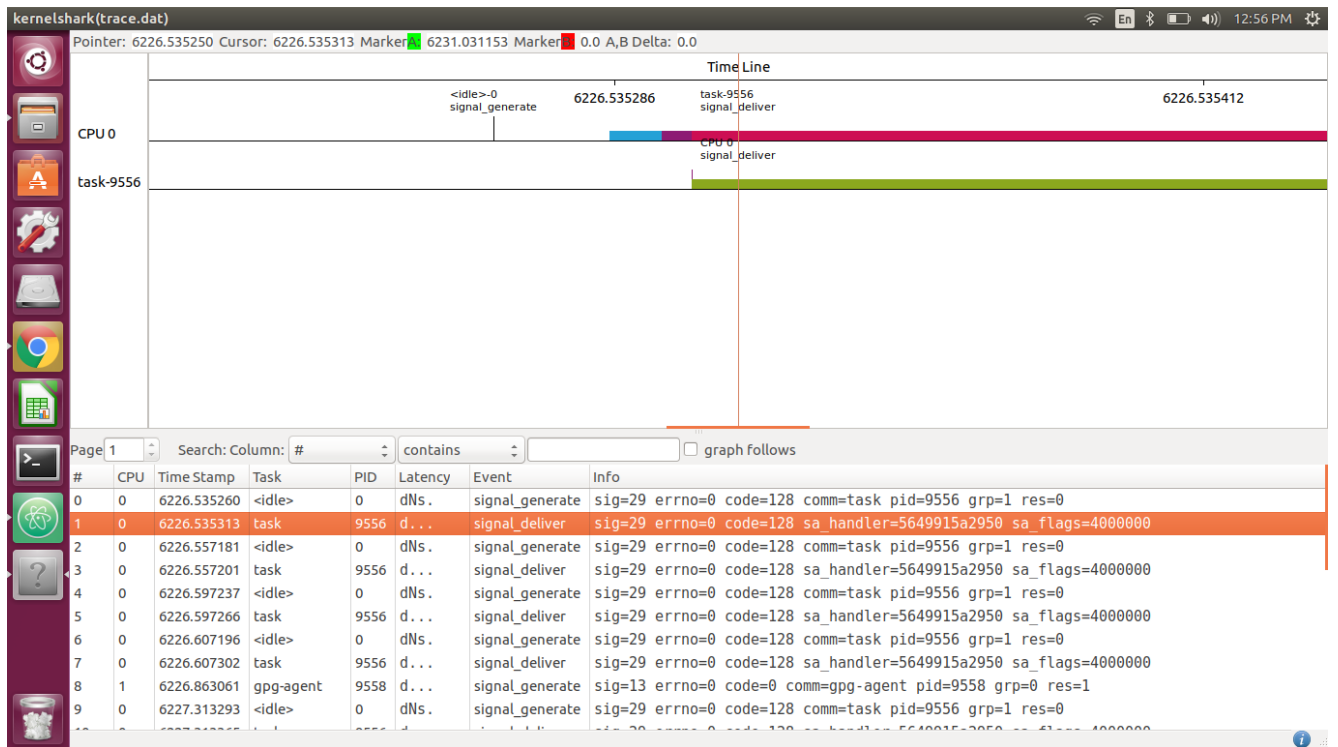 kernelshark(trace.dat) En 12:56 PM
Pointer: 6226.535250 Cursor: 6226.535313 MarkerA: 6231.031153 Marker B: 0.0 A,B Delta: 0.0
Time Line
<idle>-0
signal_generate
6226.535286
task-9556
signal_deliver
6226.535412
CPU 0
CPU 0
signal_deliver
task-9556
Page 1 Search: Column: # contains graph follows
# CPU Time Stamp Task PID Latency Event Info
0 0 6226.535260 <idle> 0 dNs. signal_generate sig=29 errno=0 code=128 comm=task pid=9556 grp=1 res=0
1 0 6226.535313 task 9556 d... signal_deliver sig=29 errno=0 code=128 sa_handler=5649915a2950 sa_flags=4000000
2 0 6226.557181 <idle> 0 dNs. signal_generate sig=29 errno=0 code=128 comm=task pid=9556 grp=1 res=0
3 0 6226.557201 task 9556 d... signal_deliver sig=29 errno=0 code=128 sa_handler=5649915a2950 sa_flags=4000000
4 0 6226.597237 <idle> 0 dNs. signal_generate sig=29 errno=0 code=128 comm=task pid=9556 grp=1 res=0
5 0 6226.597266 task 9556 d... signal_deliver sig=29 errno=0 code=128 sa_handler=5649915a2950 sa_flags=4000000
6 0 6226.607196 <idle> 0 dNs. signal_generate sig=29 errno=0 code=128 comm=task pid=9556 grp=1 res=0
7 0 6226.607302 task 9556 d... signal_deliver sig=29 errno=0 code=128 sa_handler=5649915a2950 sa_flags=4000000
8 1 6226.863061 gpg-agent 9558 d... signal_generate sig=13 errno=0 code=0 comm=gpg-agent pid=9558 grp=0 res=1
9 0 6227.313293 <idle> 0 dNs. signal_generate sig=29 errno=0 code=128 comm=task pid=9556 grp=1 res=0